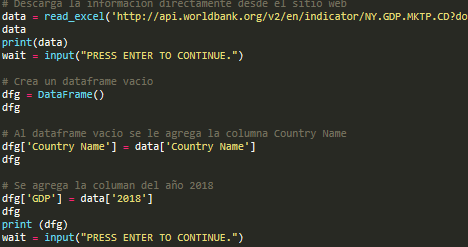 # Descarga la informacion directamente desde el sitio web
data = read_excel('http://api.worldbank.org/v2/en/indicator/NY.GDP.MKTP.CD?do
data
print(data)
wait = input("PRESS ENTER TO CONTINUE.")
# Crea un dataframe vacio
dfg = DataFrame()
dfg
# Al dataframe vacio se le agrega la columna Country Name
dfg['Country Name'] = data['Country Name']
dfg
# Se agrega la columan del año 2018
dfg['GDP'] = data['2018']
dfg
print (dfg)
wait = input("PRESS ENTER TO CONTINUE.")